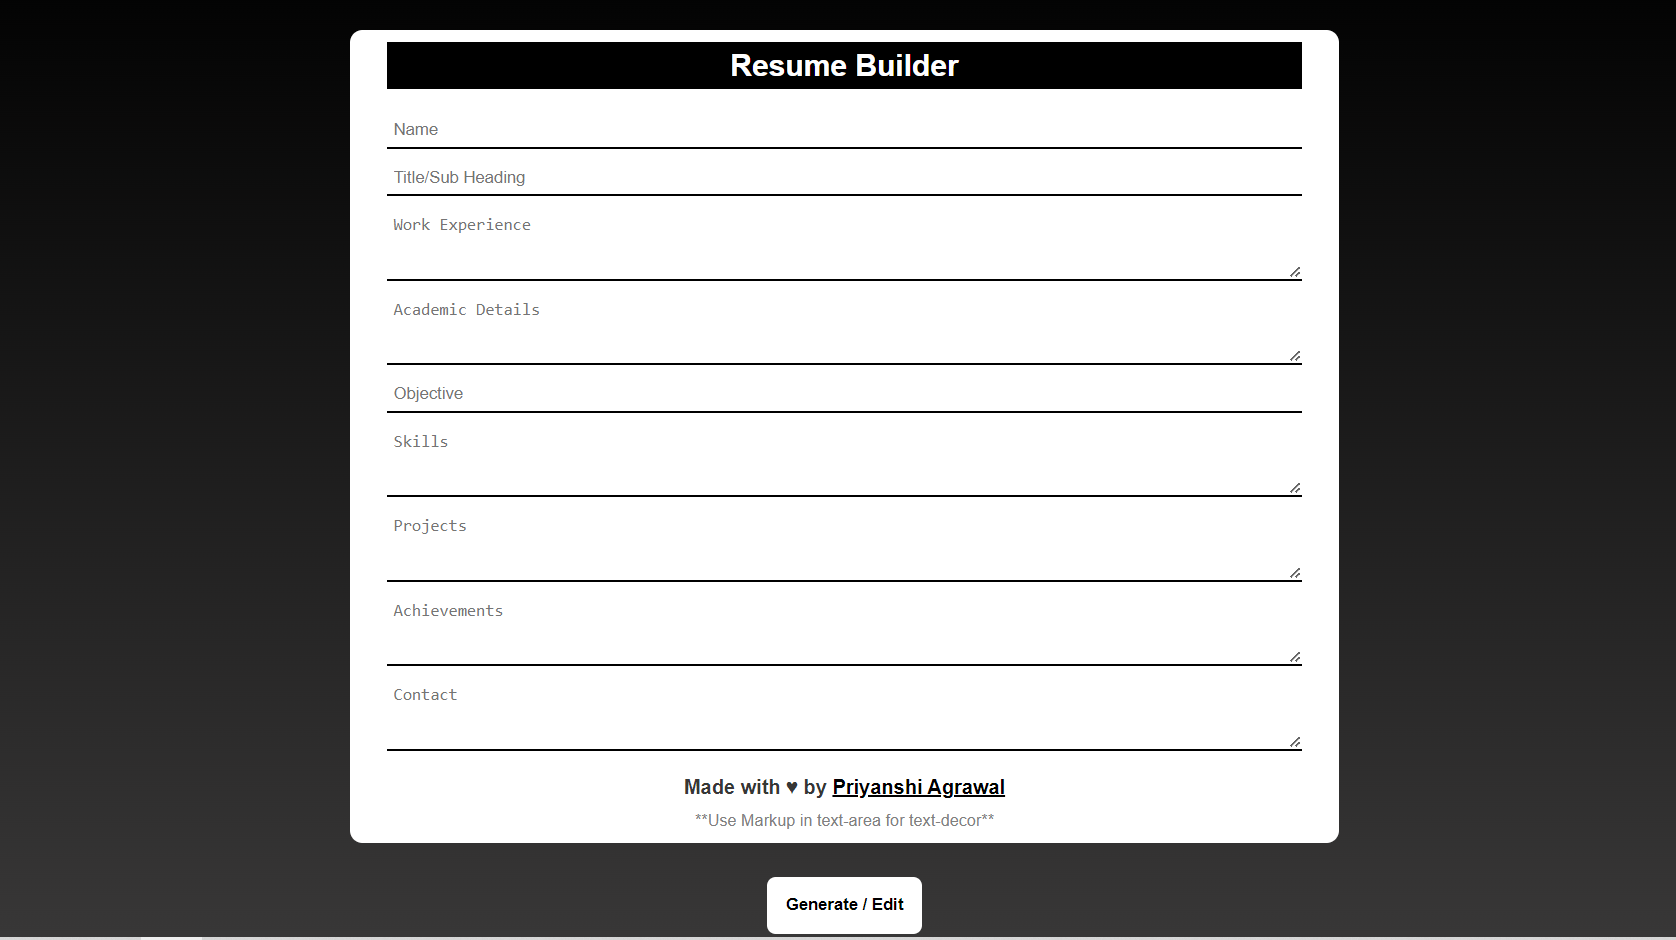 Resume Builder
Name
Title/Sub Heading
Work Experience
Academic Details
Objective
Skills
Projects
Achievements
Contact
Made with ♥ by Priyanshi Agrawal
**Use Markup in text-area for text-decor**
Generate / Edit